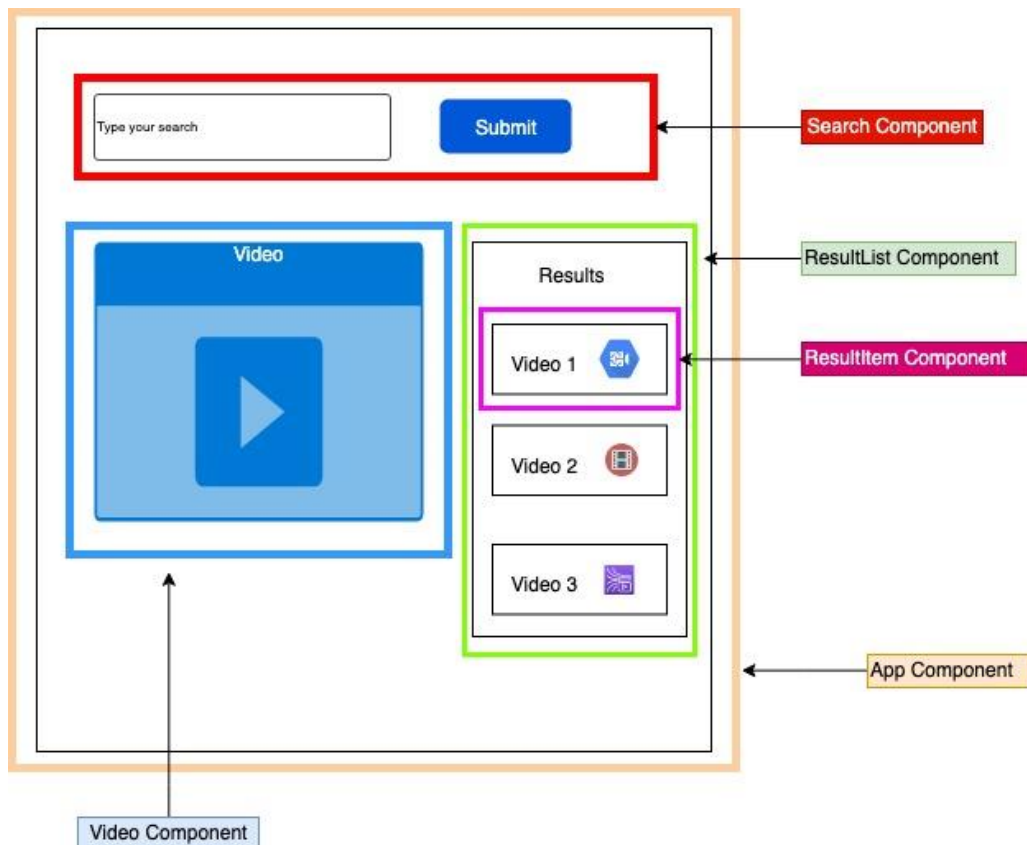 Type your search
Submit
Search Component
Video
ResultList Component
Results
Video 1
ResultItem Component
Video 2
Video 3
App Component
Video Component